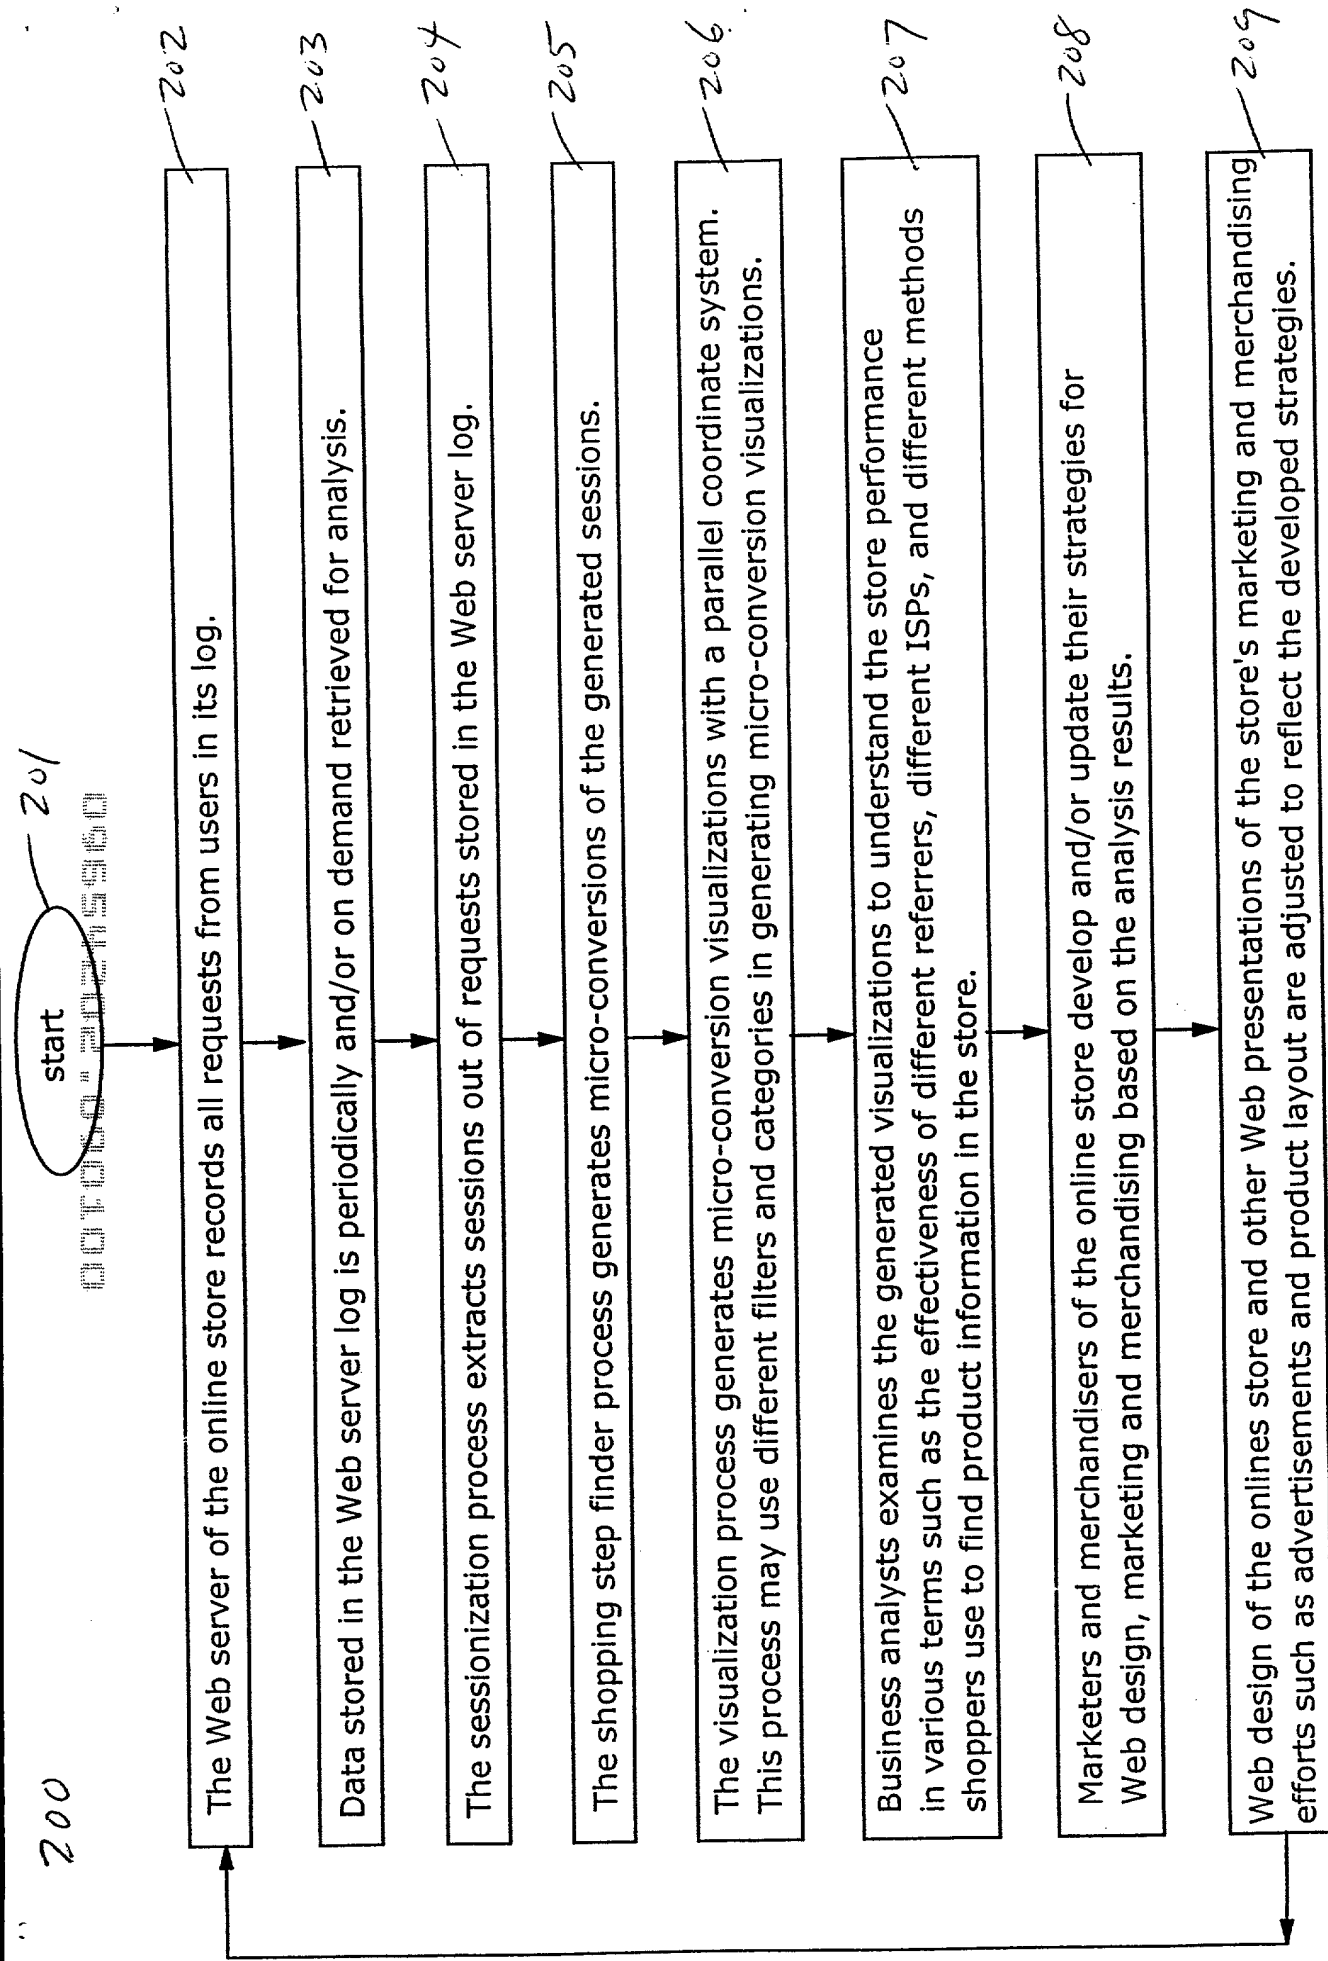 200
start
201
The Web server of the online store records all requests from users in its log.
202
Data stored in the Web server log is periodically and/or on demand retrieved for analysis.
203
The sessionization process extracts sessions out of requests stored in the Web server log.
204
The shopping step finder process generates micro-conversions of the generated sessions.
205
The visualization process generates micro-conversion visualizations with a parallel coordinate system.
This process may use different filters and categories in generating micro-conversion visualizations.
206
Business analysts examines the generated visualizations to understand the store performance
in various terms such as the effectiveness of different referrers, different ISPs, and different methods
shoppers use to find product information in the store.
207
Marketers and merchandisers of the online store develop and/or update their strategies for
Web design, marketing and merchandising based on the analysis results.
208
Web design of the onlines store and other Web presentations of the store's marketing and merchandising
efforts such as advertisements and product layout are adjusted to reflect the developed strategies.
209